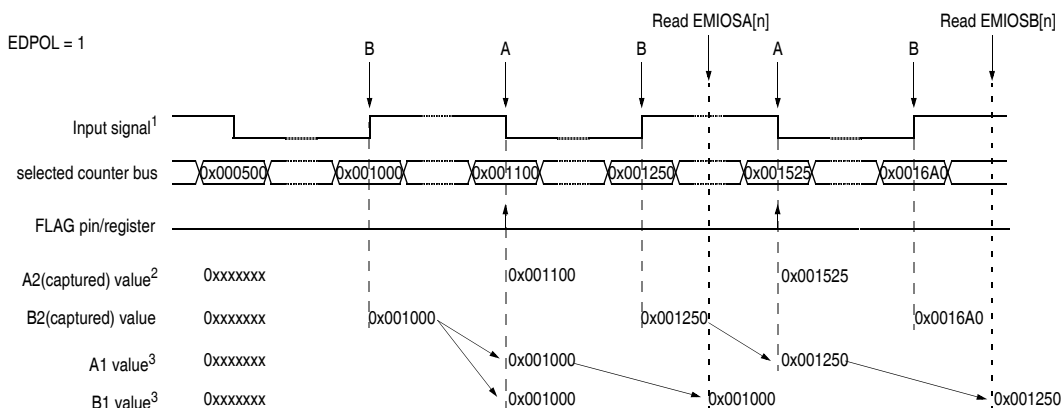 Read EMIOSA[n] Read EMIOSB[n]
EDPOL = 1
B A B A B
Input signal1
selected counter bus 0x000500 0x001000 0x001100 0x001250 0x001525 0x0016A0
FLAG pin/register
A2(captured) value2 0xxxxxxx 0x001100 0x001525
B2(captured) value 0xxxxxxx 0x001000 0x001250 0x0016A0
A1 value3 0xxxxxxx 0x001000 0x001250
B1 value3 0xxxxxxx 0x001000 0x001000 0x001250